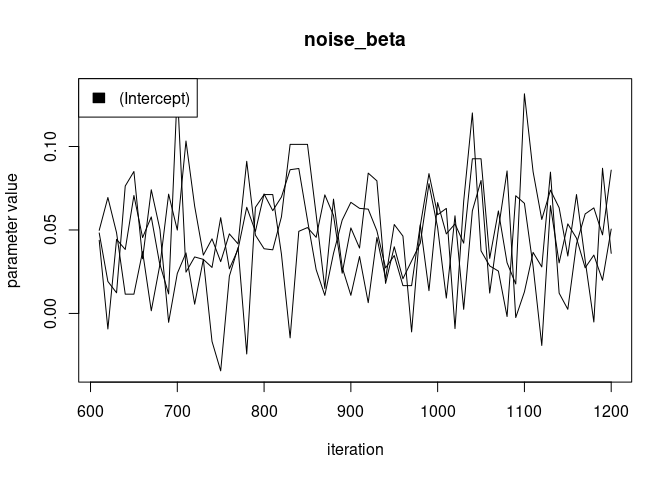 noise_beta
(Intercept)
parameter value
0.10
0.05
0.00
600 700 800 900 1000 1100 1200
iteration